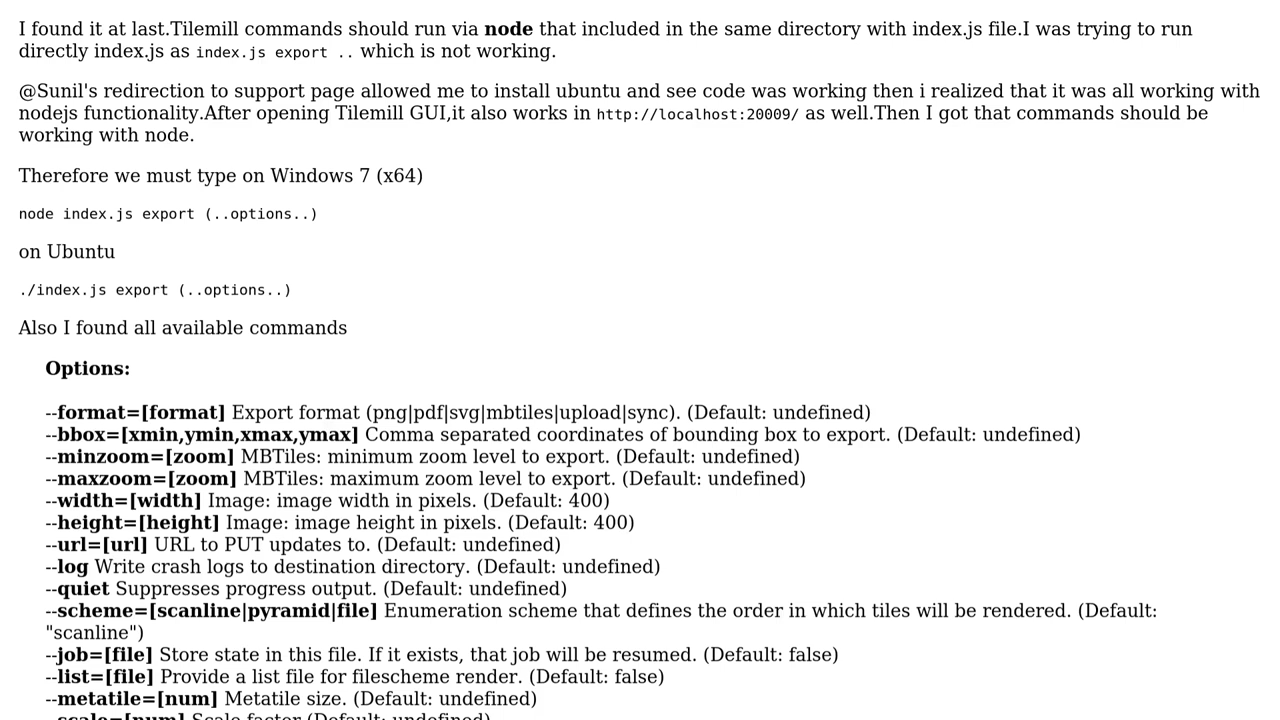 I found it at last.Tilemill commands should run via node that included in the same directory with index.js file.I was trying to run
directly index.js as index.js export .. which is not working.
@Sunil's redirection to support page allowed me to install ubuntu and see code was working then i realized that it was all working with
nodejs functionality.After opening Tilemill GUI,it also works in http://localhost:20009/ as well.Then I got that commands should be
working with node.
Therefore we must type on Windows 7 (x64)
node index.js export (..options..)
on Ubuntu
./index.js export (..options..)
Also I found all available commands
Options:
--format=[format] Export format (png|pdf|svg|mbtiles|upload|sync). (Default: undefined)
--bbox=[xmin,ymin,xmax,ymax] Comma separated coordinates of bounding box to export. (Default: undefined)
--minzoom=[zoom] MBTiles: minimum zoom level to export. (Default: undefined)
--maxzoom=[zoom] MBTiles: maximum zoom level to export. (Default: undefined)
--width=[width] Image: image width in pixels. (Default: 400)
--height=[height] Image: image height in pixels. (Default: 400)
--url=[url] URL to PUT updates to. (Default: undefined)
--log Write crash logs to destination directory. (Default: undefined)
--quiet Suppresses progress output. (Default: undefined)
--scheme=[scanline|pyramid|file] Enumeration scheme that defines the order in which tiles will be rendered. (Default:
"scanline")
--job=[file] Store state in this file. If it exists, that job will be resumed. (Default: false)
--list=[file] Provide a list file for filescheme render. (Default: false)
--metatile=[num] Metatile size. (Default: undefined)
--scale=[num] Scale factor (Default: undefined)